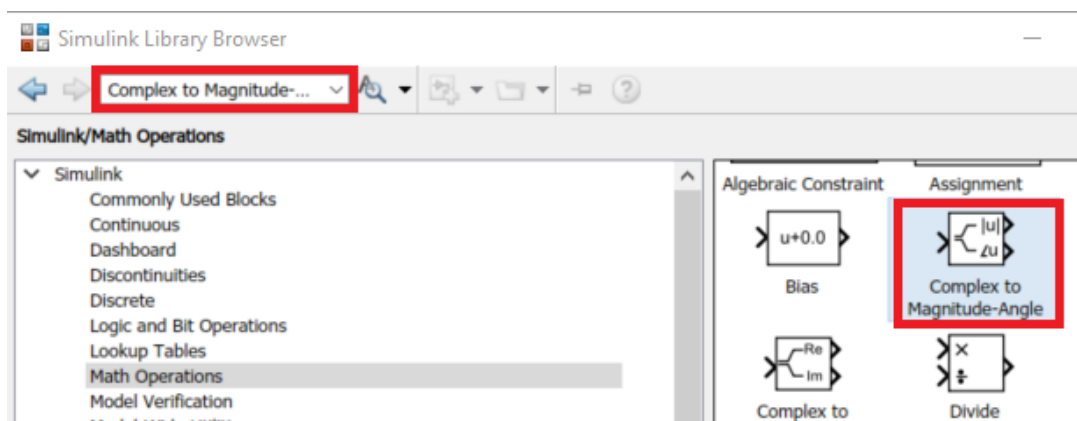 Simulink Library Browser
Complex to Magnitude-...
Simulink/Math Operations
Simulink
Commonly Used Blocks
Continuous
Dashboard
Discontinuities
Discrete
Logic and Bit Operations
Lookup Tables
Math Operations
Model Verification
Algebraic Constraint
Assignment
u+0.0
Bias
|u|
∠u
Complex to
Magnitude-Angle
Re
Im
Complex to
×
÷
Divide